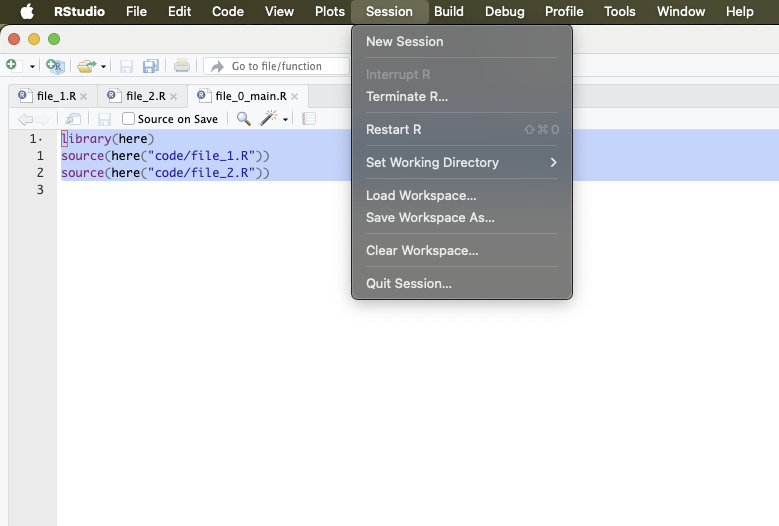 RStudio File Edit Code View Plots Session Build Debug Profile Tools Window Help
New Session
Interrupt R
Terminate R...
Restart R ⇧⌘0
Set Working Directory
Load Workspace...
Save Workspace As...
Clear Workspace...
Quit Session...
Go to file/function
file_1.R file_2.R file_0_main.R
Source on Save
1 library(here)
1 source(here("code/file_1.R"))
2 source(here("code/file_2.R"))
3